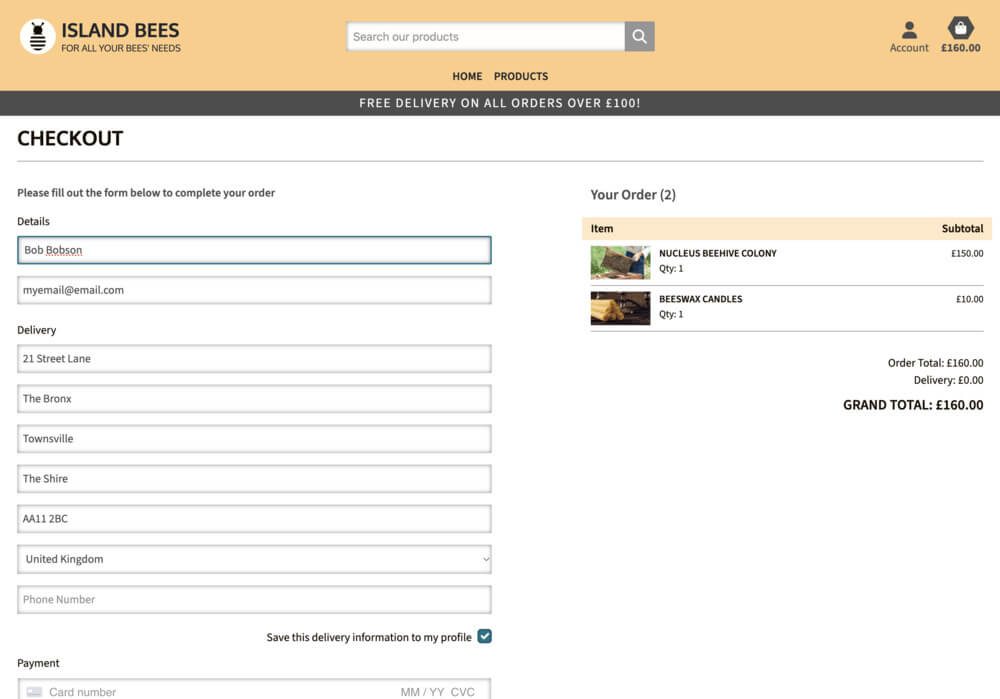 ISLAND BEES
FOR ALL YOUR BEES' NEEDS
Search our products
Account
£160.00
HOME PRODUCTS
FREE DELIVERY ON ALL ORDERS OVER £100!
CHECKOUT
Please fill out the form below to complete your order
Details
Bob Bobson
myemail@email.com
Delivery
21 Street Lane
The Bronx
Townsville
The Shire
AA11 2BC
United Kingdom
Phone Number
Save this delivery information to my profile
Payment
Card number MM / YY CVC
Your Order (2)
Item Subtotal
NUCLEUS BEEHIVE COLONY £150.00
Qty: 1
BEESWAX CANDLES £10.00
Qty: 1
Order Total: £160.00
Delivery: £0.00
GRAND TOTAL: £160.00